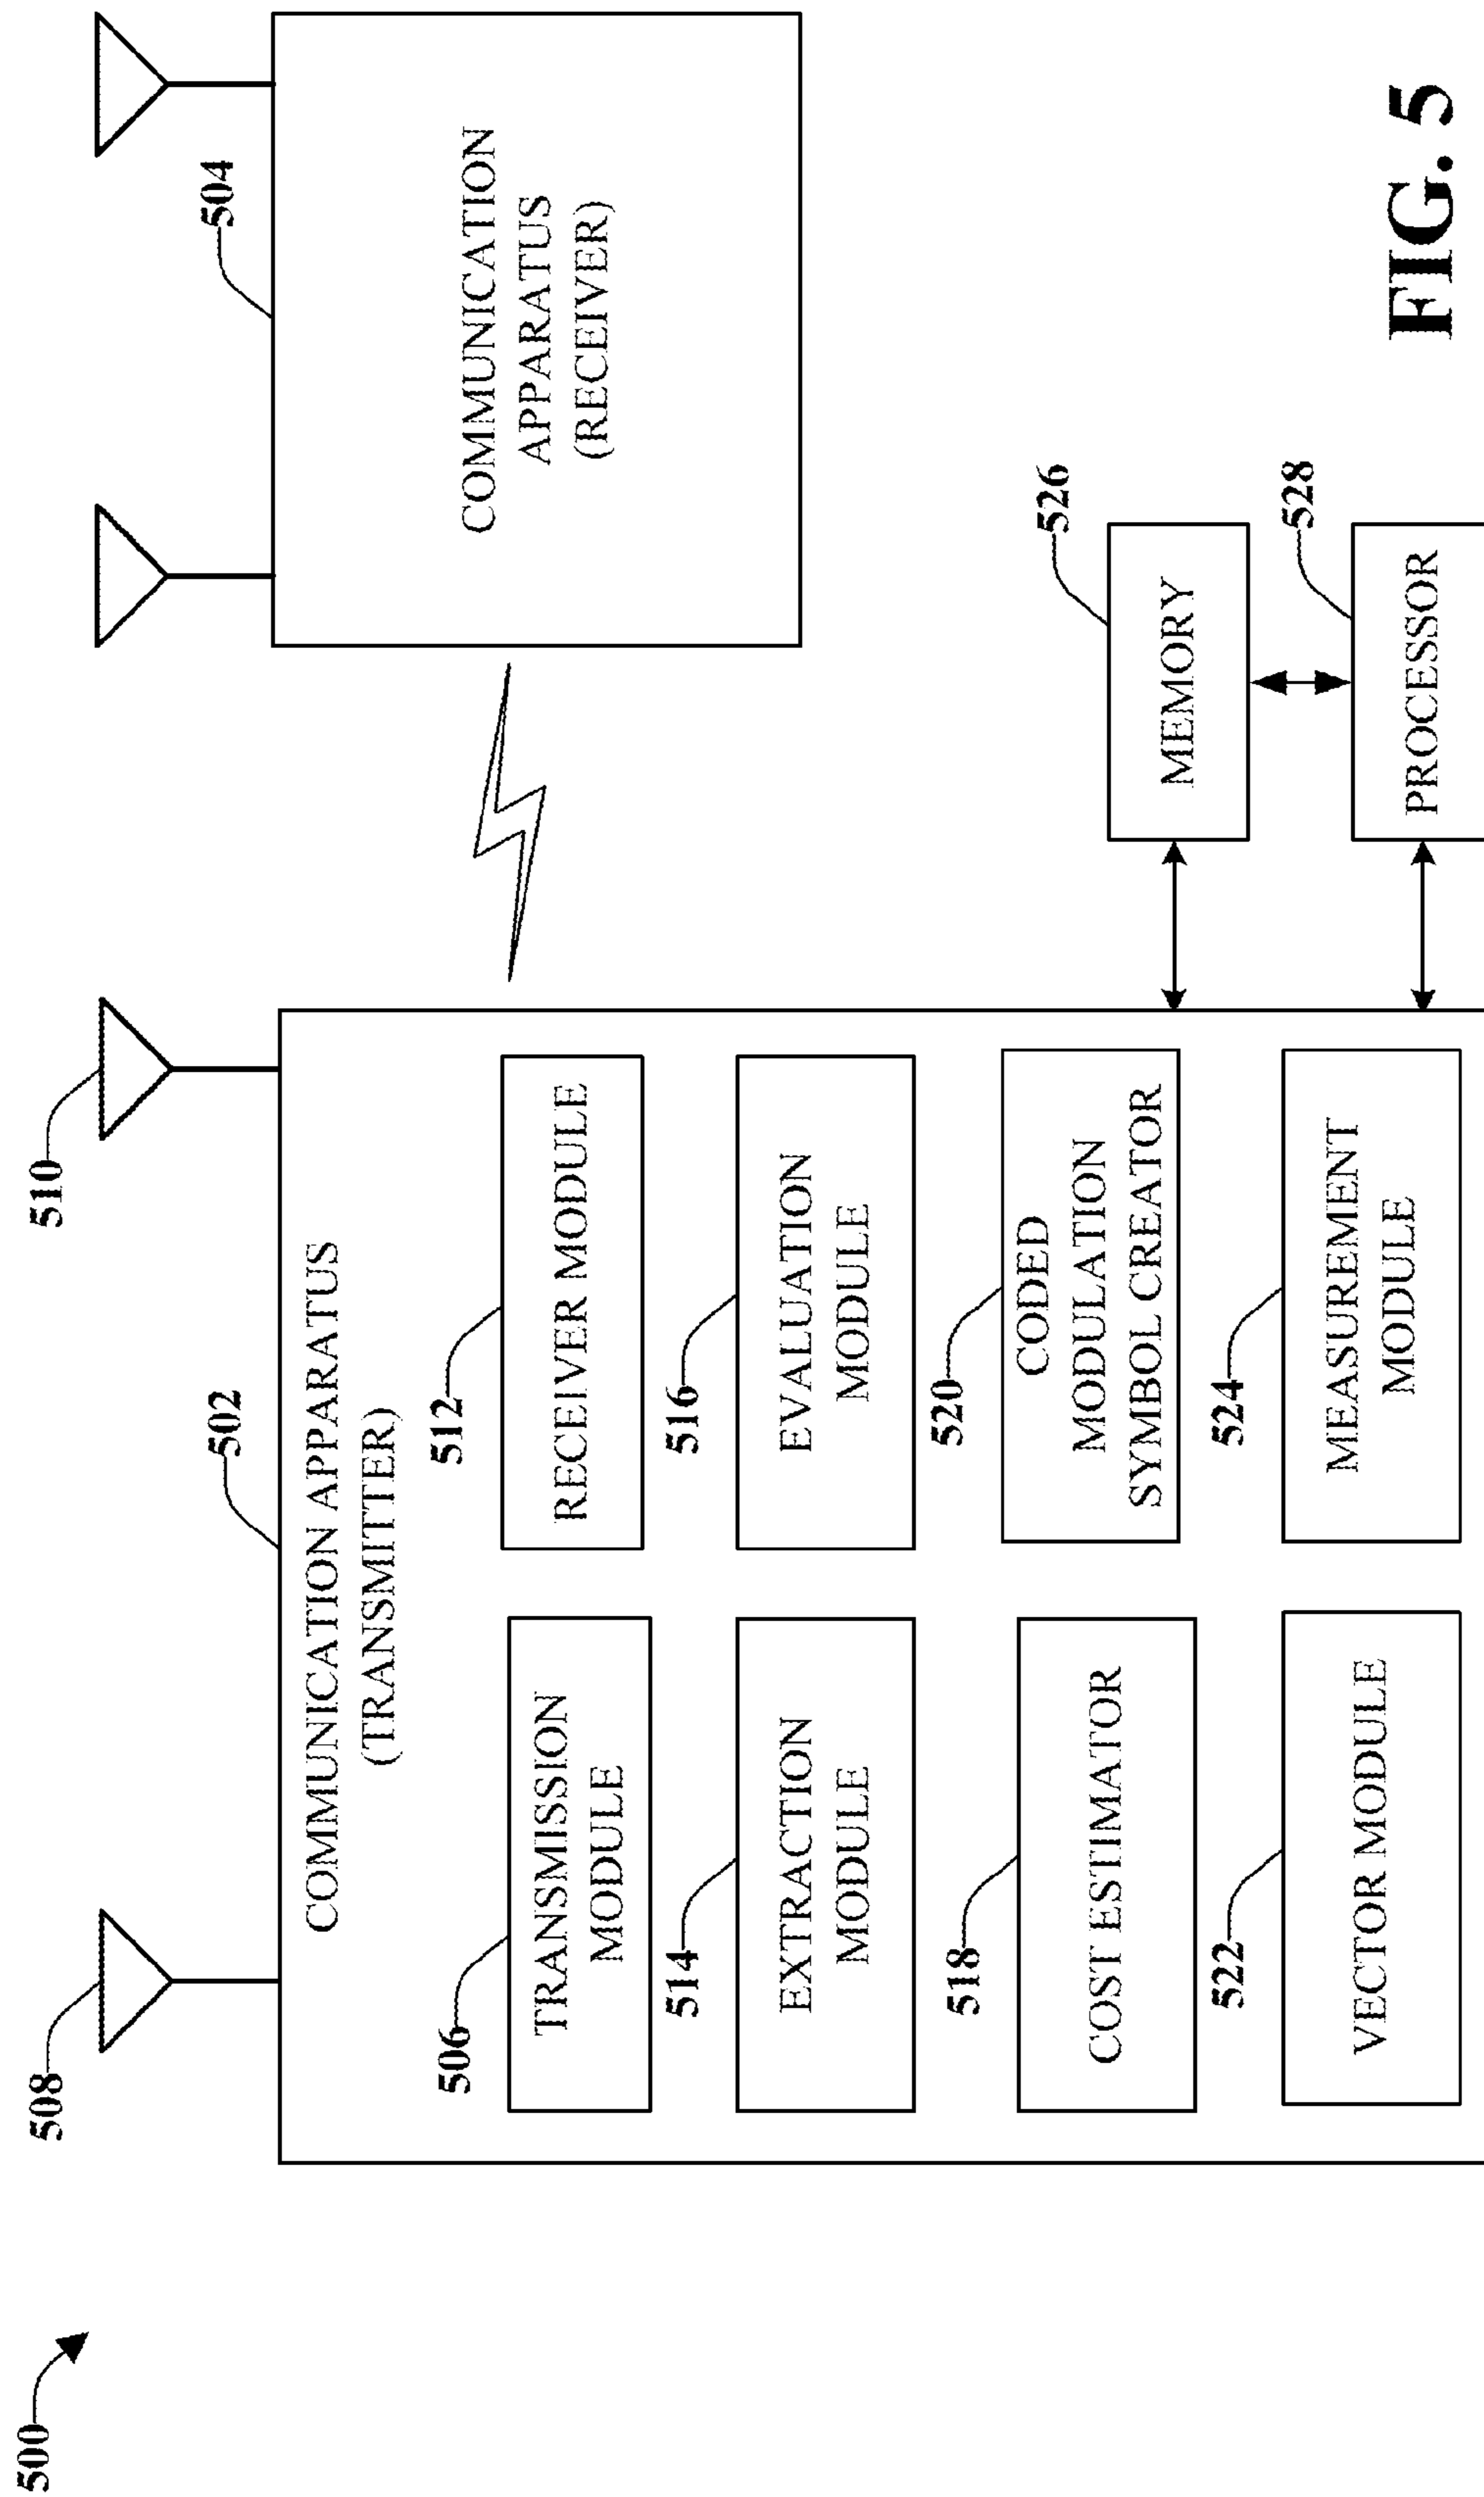 500
508
510
502
504
COMMUNICATION APPARATUS
(TRANSMITTER)
COMMUNICATION
APPARATUS
(RECEIVER)
506
TRANSMISSION
MODULE
512
RECEIVER MODULE
514
EXTRACTION
MODULE
516
EVALUATION
MODULE
518
COST ESTIMATOR
520
CODED
MODULATION
SYMBOL CREATOR
522
VECTOR MODULE
524
MEASUREMENT
MODULE
526
MEMORY
528
PROCESSOR
FIG. 5